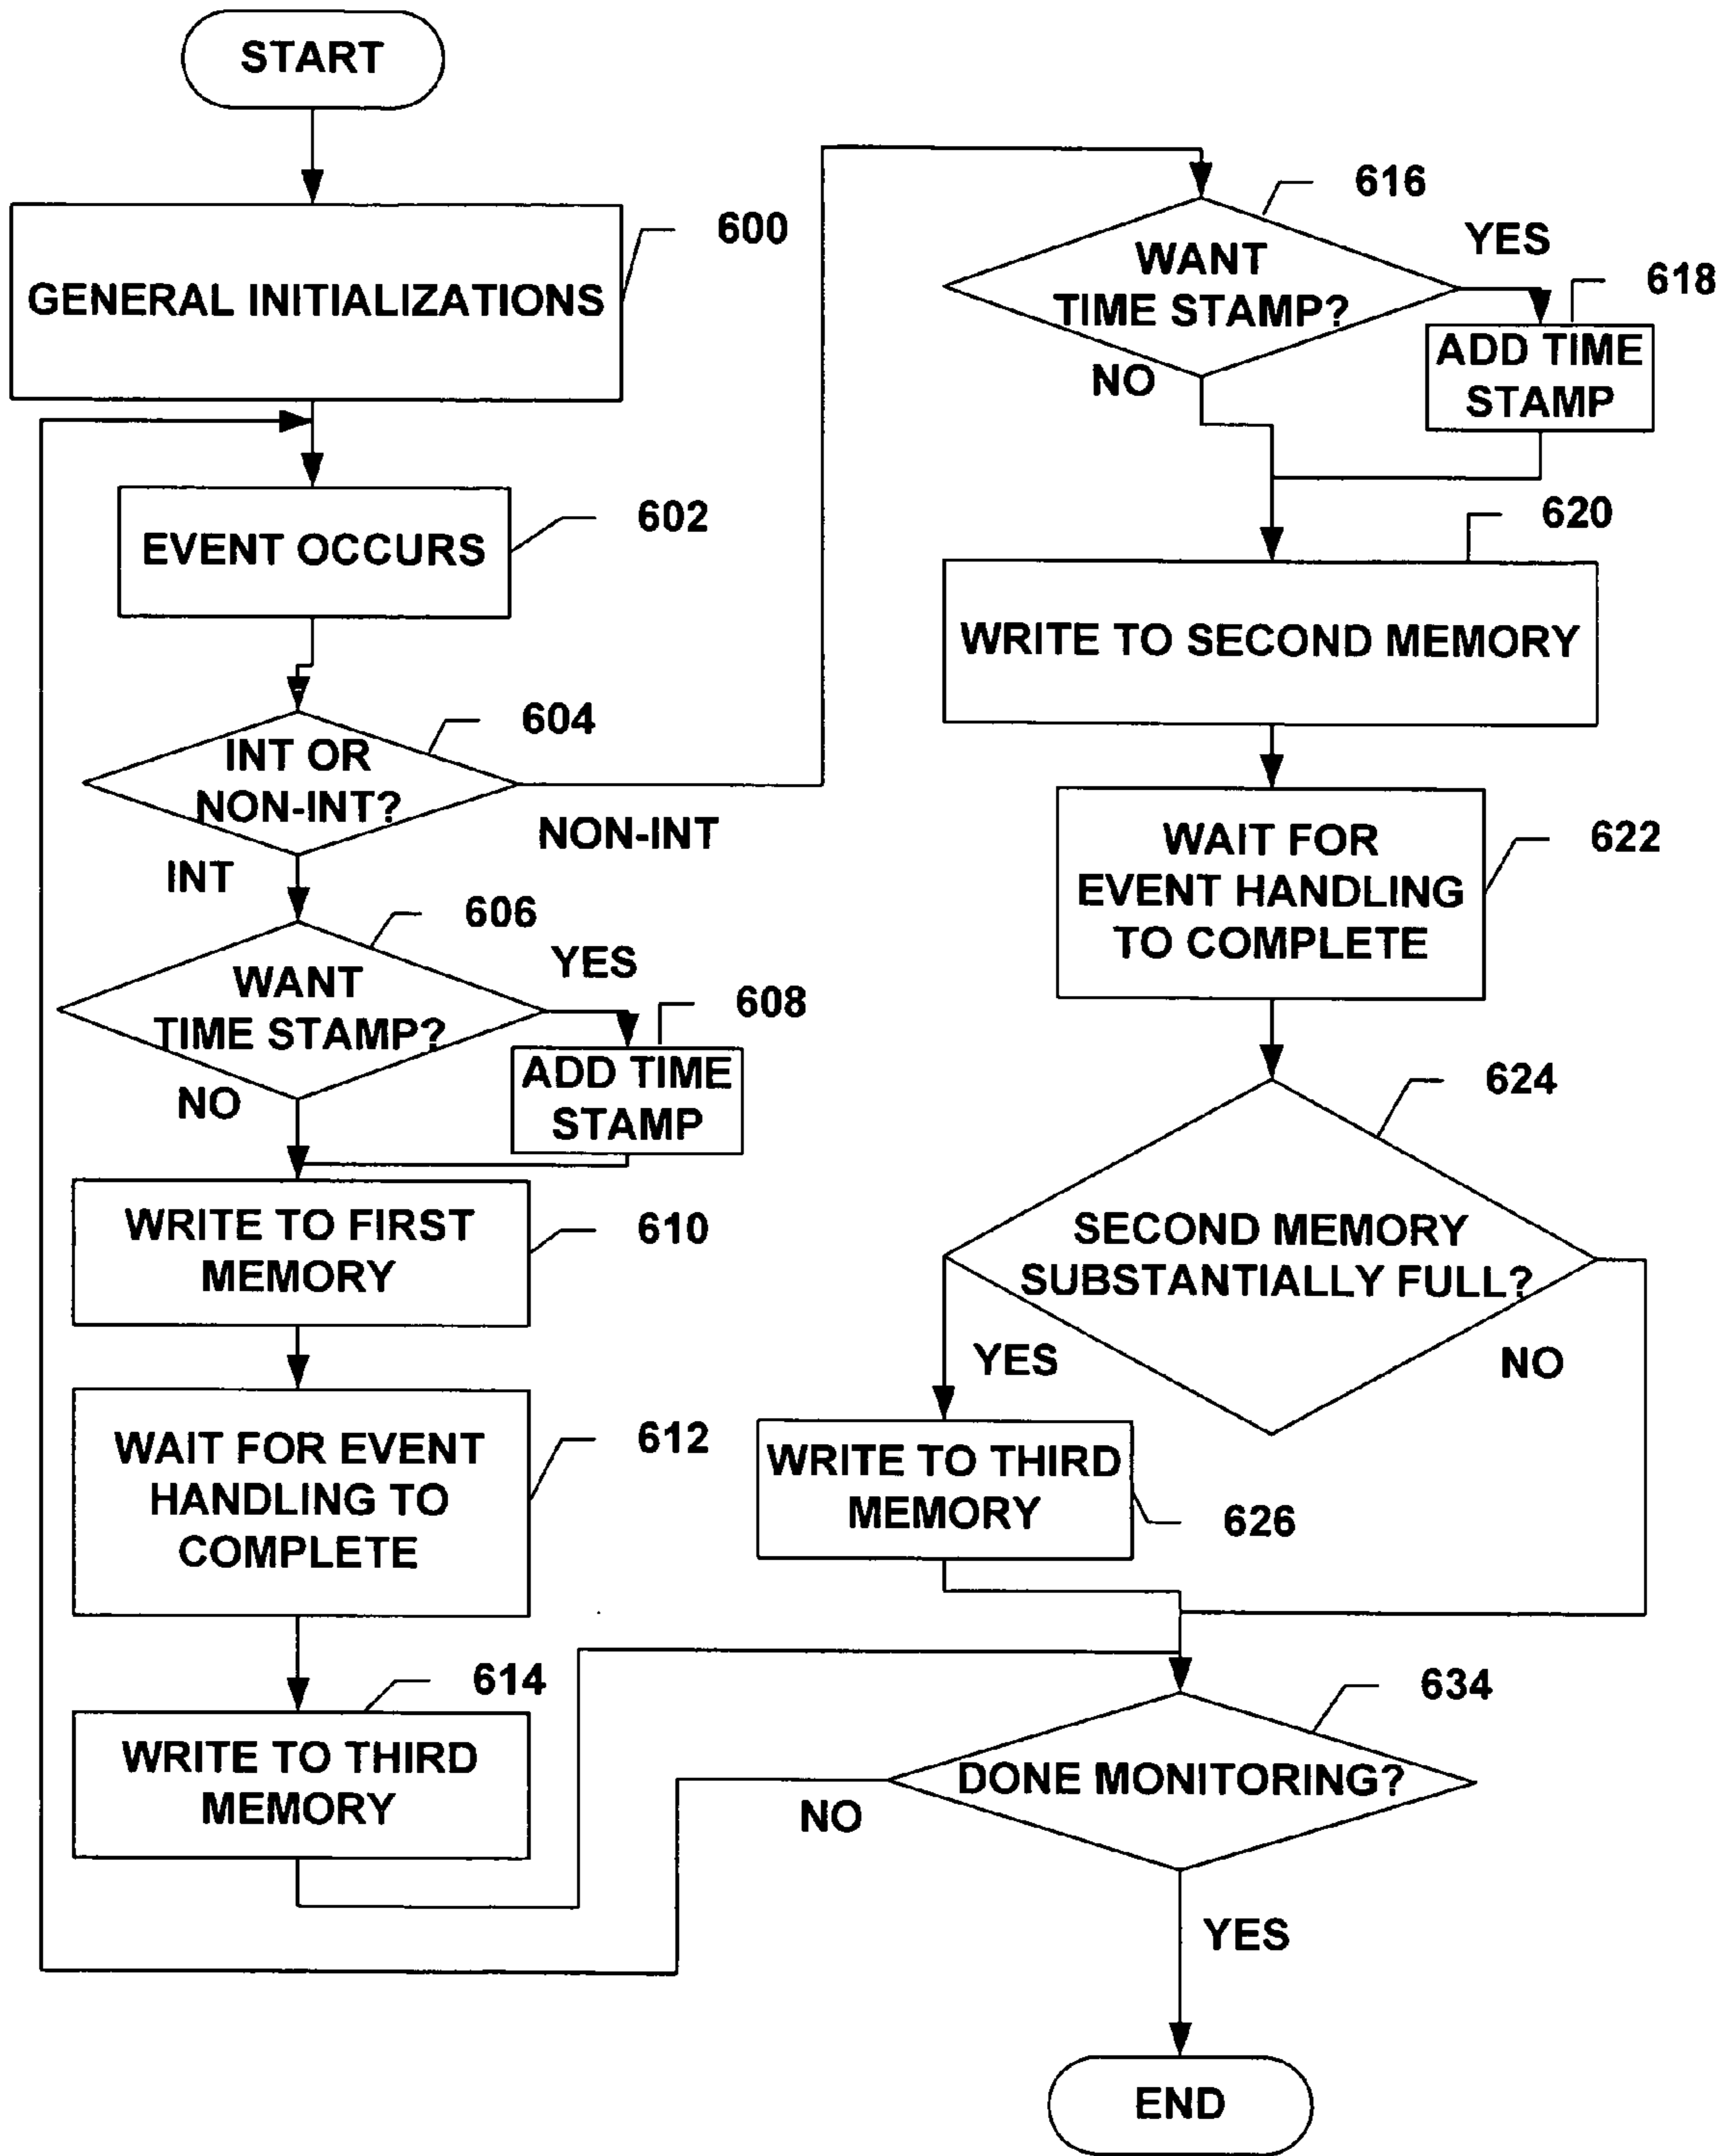 START
600
GENERAL INITIALIZATIONS
602
EVENT OCCURS
604
INT OR
NON-INT?
NON-INT
INT
606
WANT
TIME STAMP?
YES
608
ADD TIME
STAMP
NO
WRITE TO FIRST
MEMORY
610
WAIT FOR EVENT
HANDLING TO
COMPLETE
612
614
WRITE TO THIRD
MEMORY
616
WANT
TIME STAMP?
YES
618
ADD TIME
STAMP
NO
620
WRITE TO SECOND MEMORY
WAIT FOR
EVENT HANDLING
TO COMPLETE
622
624
SECOND MEMORY
SUBSTANTIALLY FULL?
YES
NO
WRITE TO THIRD
MEMORY
626
634
DONE MONITORING?
NO
YES
END